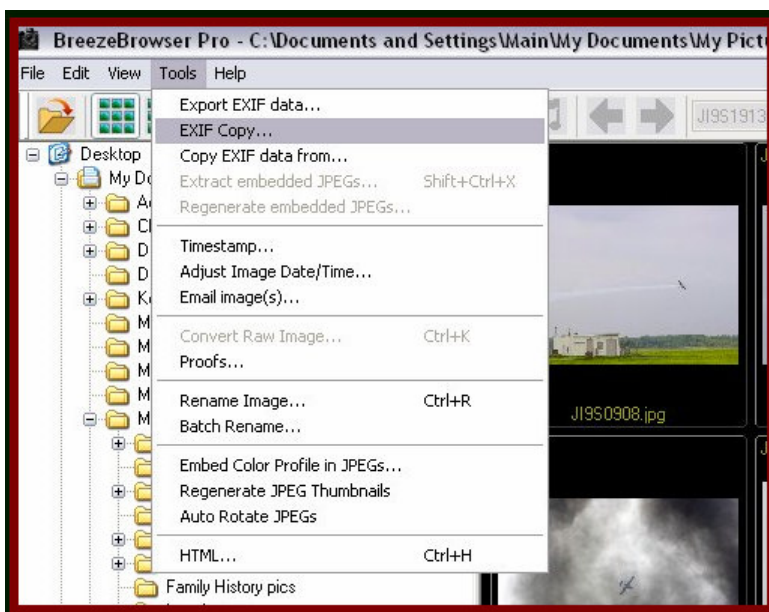 BreezeBrowser Pro - C:\Documents and Settings\Main\My Documents\My
File Edit View Tools Help
JI9S1913
Export EXIF data...
EXIF Copy...
Copy EXIF data from...
Extract embedded JPEGs... Shift+Ctrl+X
Regenerate embedded JPEGs...
Timestamp...
Adjust Image Date/Time...
Email image(s)...
Convert Raw Image... Ctrl+K
Proofs...
Rename Image... Ctrl+R
Batch Rename...
Embed Color Profile in JPEGs...
Regenerate JPEG Thumbnails
Auto Rotate JPEGs
HTML... Ctrl+H
Desktop
My
Family History pics
JI9S0908.jpg